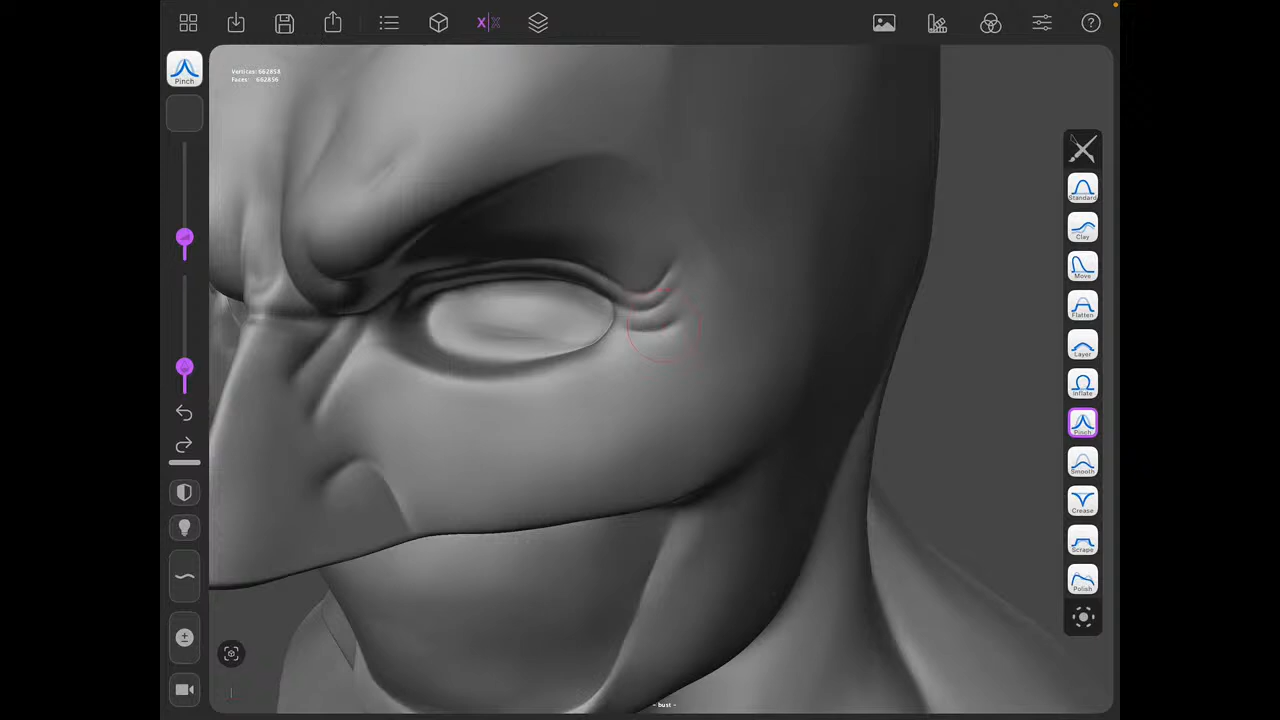 Pinch
Vertices: 662858
Faces: 662856
Standard
Clay
Move
Flatten
Layer
Inflate
Pinch
Smooth
Crease
Scrape
Polish
- bust -